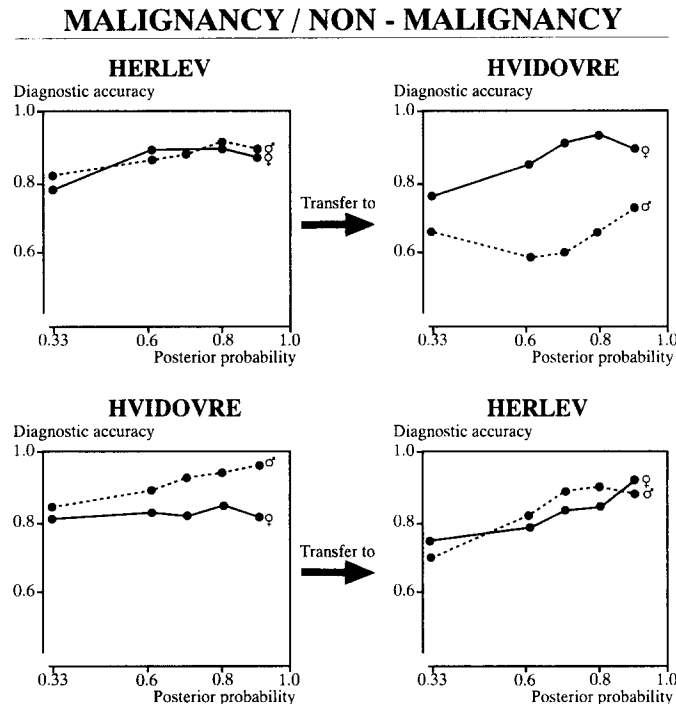 MALIGNANCY / NON - MALIGNANCY
HERLEV
Diagnostic accuracy
1.0
0.8
0.6
♂
♀
0.33 0.6 0.8 1.0
Posterior probability
Transfer to
HVIDOVRE
Diagnostic accuracy
1.0
0.8
0.6
♀
♂
0.33 0.6 0.8 1.0
Posterior probability
HVIDOVRE
Diagnostic accuracy
1.0
0.8
0.6
♂
♀
0.33 0.6 0.8 1.0
Posterior probability
Transfer to
HERLEV
Diagnostic accuracy
1.0
0.8
0.6
♀
♂
0.33 0.6 0.8 1.0
Posterior probability